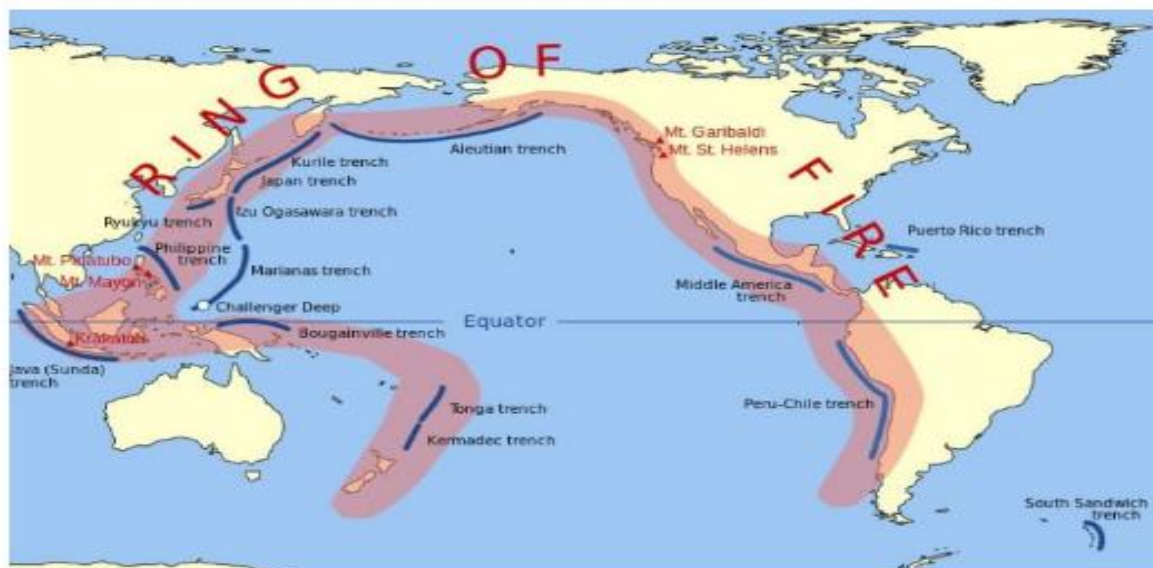 RING OF FIRE
Mt. Garibaldi
Mt. St. Helens
Aleutian trench
Kurile trench
Japan trench
Izu Ogasawara trench
Ryukyu trench
Puerto Rico trench
Philippine
trench
Mt. Pinatubo
Mt. Mayon
Marianas trench
Middle America
trench
Challenger Deep
Equator
Bougainville trench
Krakatoa
Java (Sunda)
trench
Peru-Chile trench
Tonga trench
Kermadec trench
South Sandwich
trench